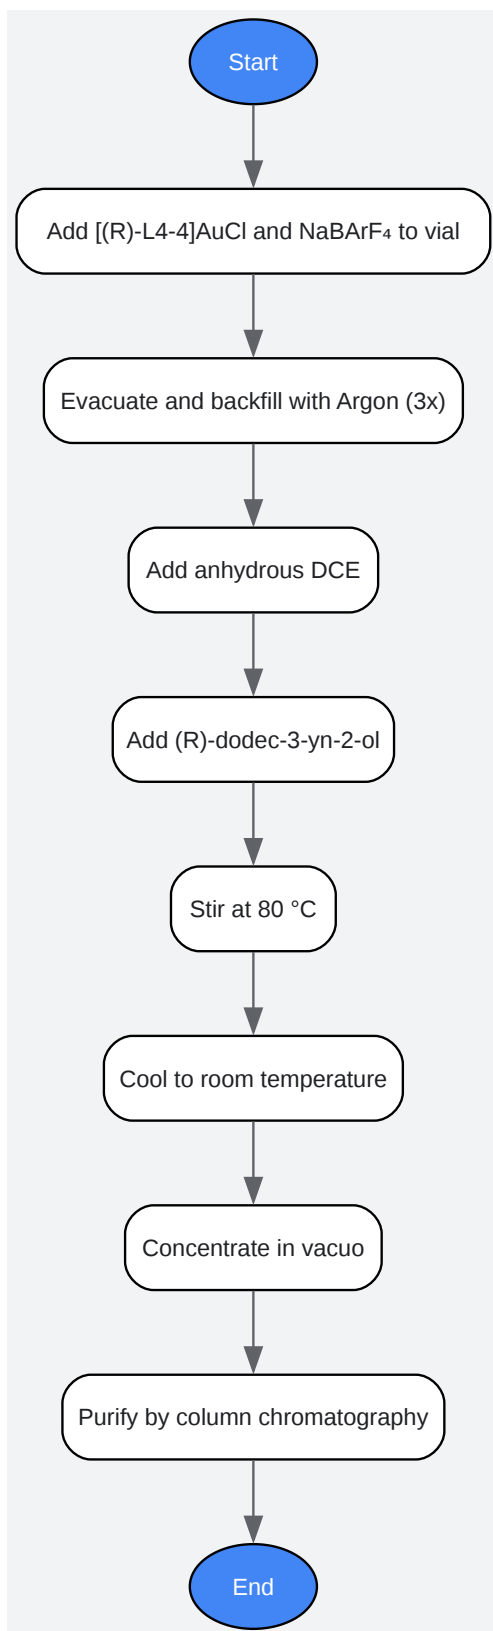 Start
Add [(R)-L4-4]AuCl and NaBArF₄ to vial
Evacuate and backfill with Argon (3x)
Add anhydrous DCE
Add (R)-dodec-3-yn-2-ol
Stir at 80 °C
Cool to room temperature
Concentrate in vacuo
Purify by column chromatography
End